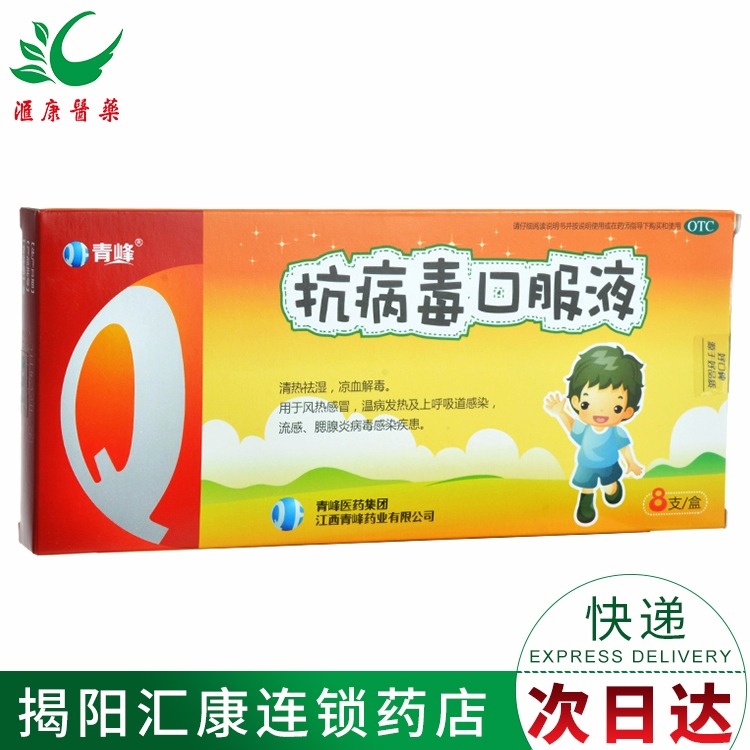 滙康醫藥
青峰®
请仔细阅读说明书并按说明使用或在药师指导下购买和使用
OTC
抗病毒口服液
清热祛湿,凉血解毒。
用于风热感冒,温病发热及上呼吸道感染,
流感、腮腺炎病毒感染疾患。
青峰医药集团
江西青峰药业有限公司
8支/盒
快递
EXPRESS DELIVERY
揭阳汇康连锁药店
次日达